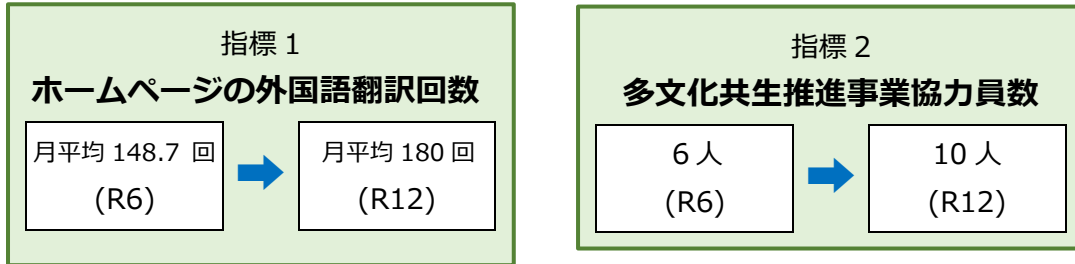 指標 1
ホームページの外国語翻訳回数
月平均 148.7 回
(R6)
月平均 180 回
(R12)
指標 2
多文化共生推進事業協力員数
6 人
(R6)
10 人
(R12)